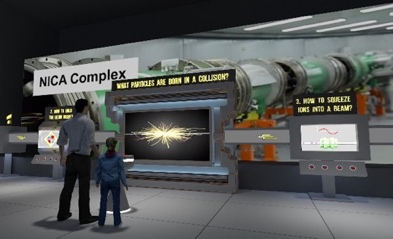 NICA Complex
WHAT PARTICLES ARE BORN IN A COLLISION?
3. HOW TO SQUEEZE
IONS INTO A BEAM?